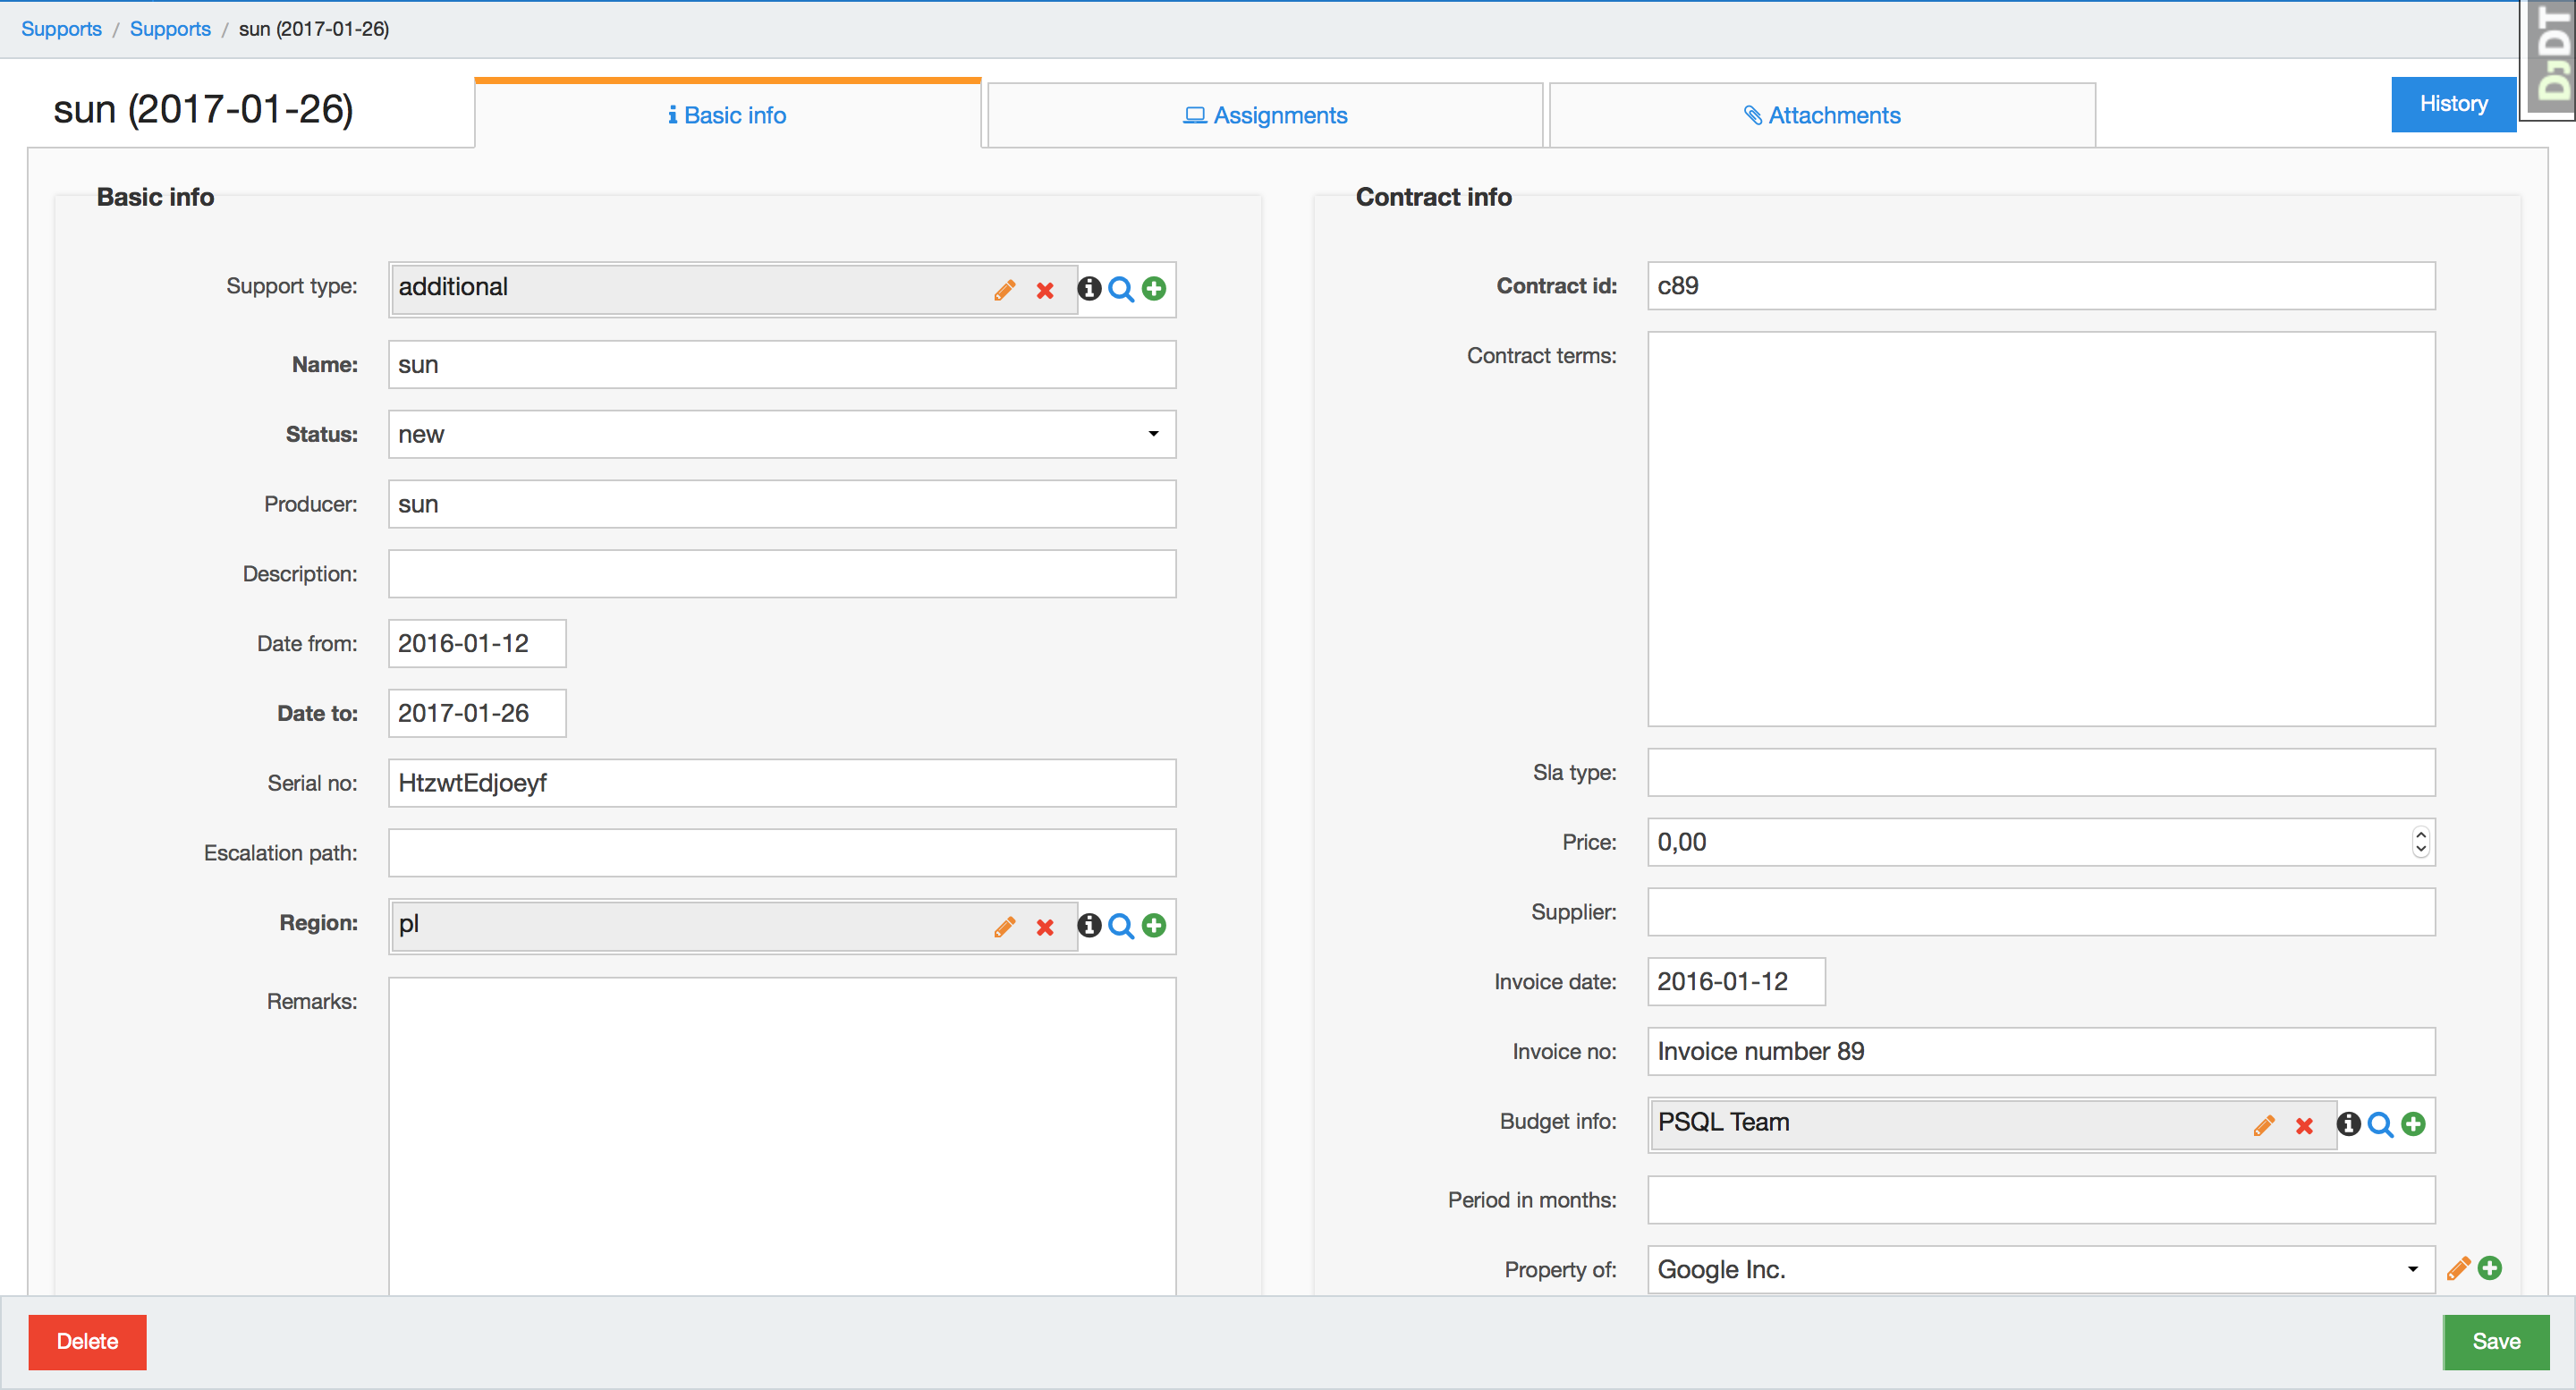 Supports / Supports / sun (2017-01-26)
DJDT
sun (2017-01-26)
Basic info
Assignments
Attachments
History
Basic info
Support type: additional
Name: sun
Status: new
Producer: sun
Description:
Date from: 2016-01-12
Date to: 2017-01-26
Serial no: HtzwtEdjoeyf
Escalation path:
Region: pl
Remarks:
Contract info
Contract id: c89
Contract terms:
Sla type:
Price: 0,00
Supplier:
Invoice date: 2016-01-12
Invoice no: Invoice number 89
Budget info: PSQL Team
Period in months:
Property of: Google Inc.
Delete
Save